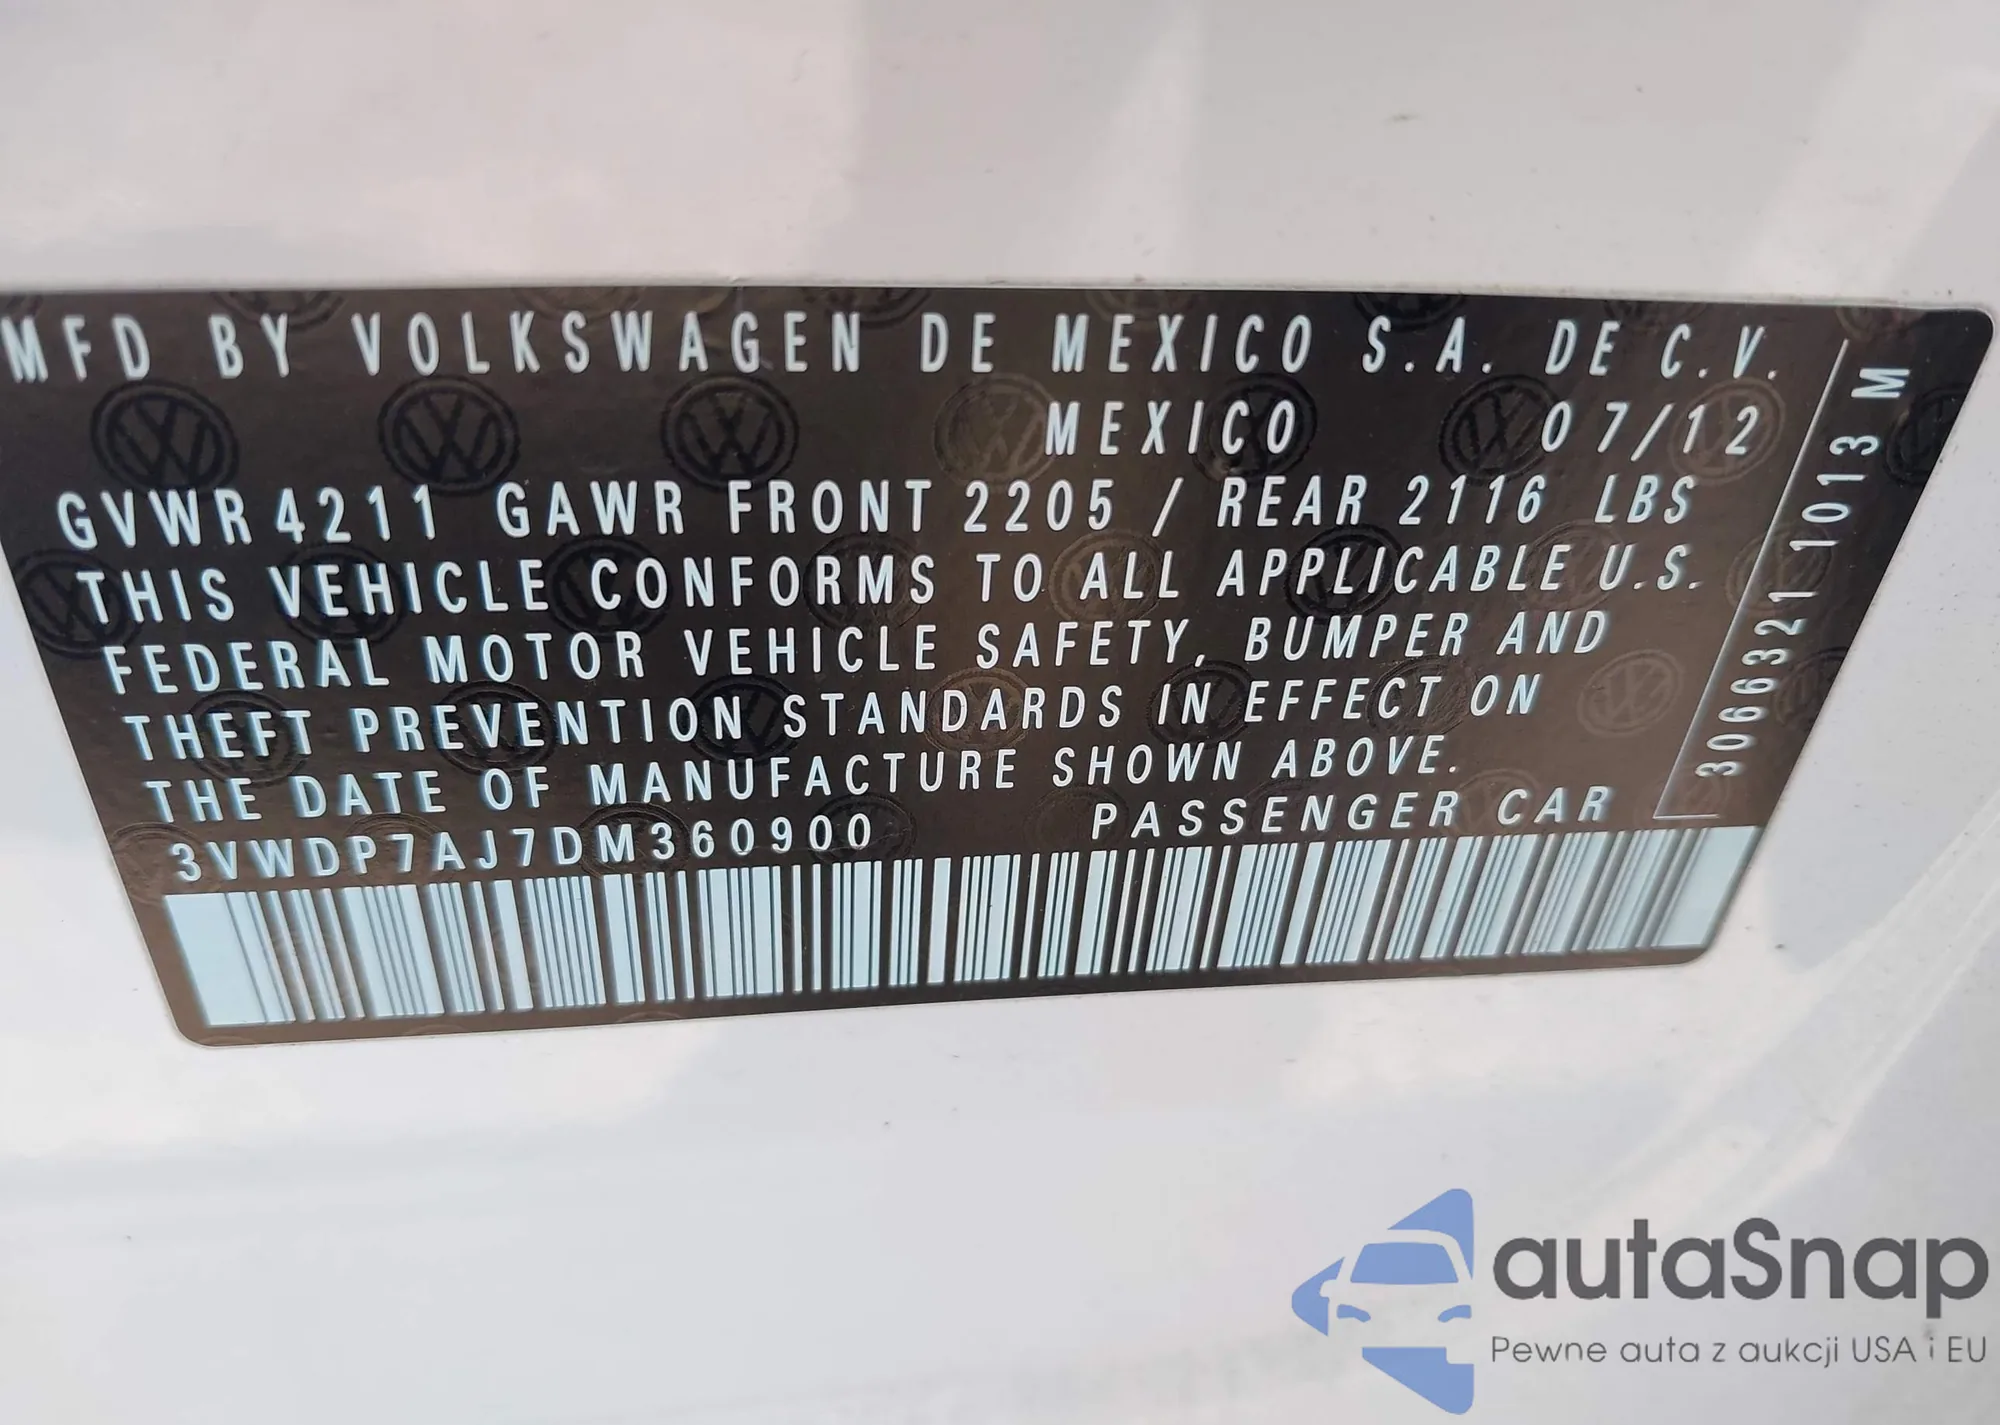 MFD BY VOLKSWAGEN DE MEXICO S.A. DE C.V.
MEXICO 07/12
GVWR 4211 GAWR FRONT 2205 / REAR 2116 LBS
THIS VEHICLE CONFORMS TO ALL APPLICABLE U.S.
FEDERAL MOTOR VEHICLE SAFETY, BUMPER AND
THEFT PREVENTION STANDARDS IN EFFECT ON
THE DATE OF MANUFACTURE SHOWN ABOVE.
3VWDP7AJ7DM360900 PASSENGER CAR
3066321 1013 M
autaSnap
Pewne auta z aukcji USA i EU